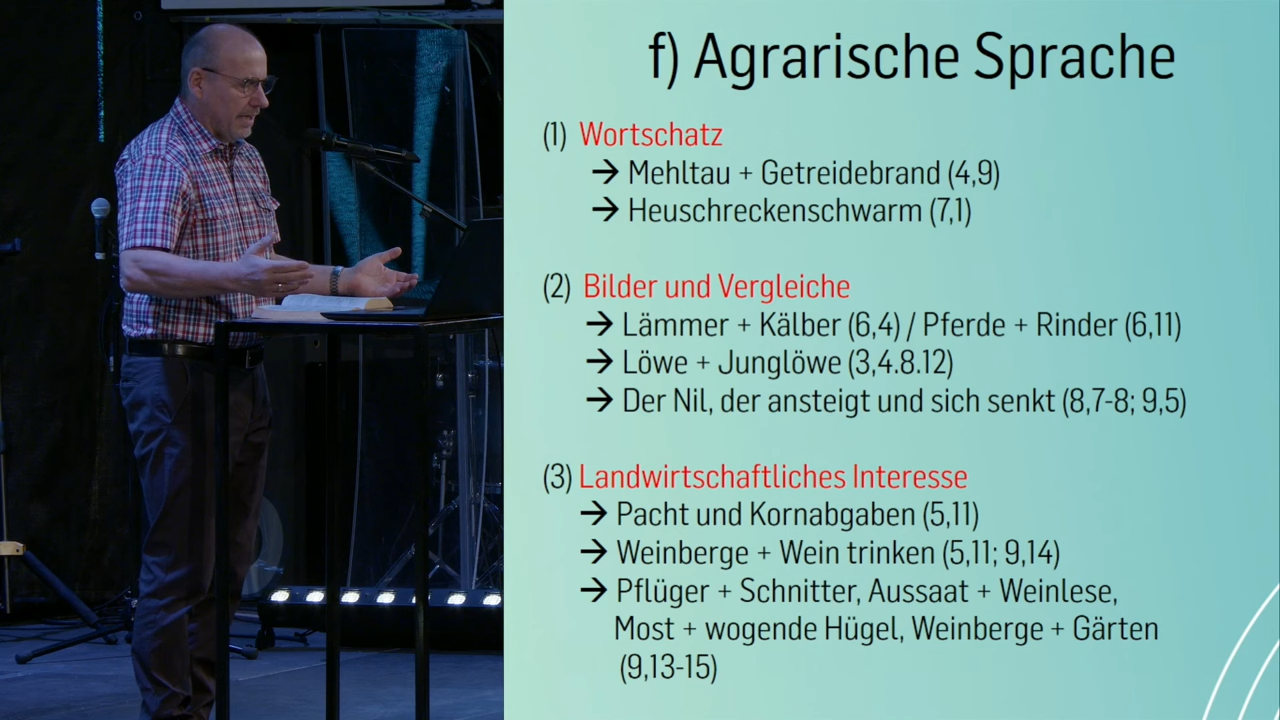 f) Agrarische Sprache
(1) Wortschatz
→ Mehltau + Getreidebrand (4,9)
→ Heuschreckenschwarm (7,1)
(2) Bilder und Vergleiche
→ Lämmer + Kälber (6,4) / Pferde + Rinder (6,11)
→ Löwe + Junglöwe (3,4.8.12)
→ Der Nil, der ansteigt und sich senkt (8,7-8; 9,5)
(3) Landwirtschaftliches Interesse
→ Pacht und Kornabgaben (5,11)
→ Weinberge + Wein trinken (5,11; 9,14)
→ Pflüger + Schnitter, Aussaat + Weinlese,
Most + wogende Hügel, Weinberge + Gärten
(9,13-15)